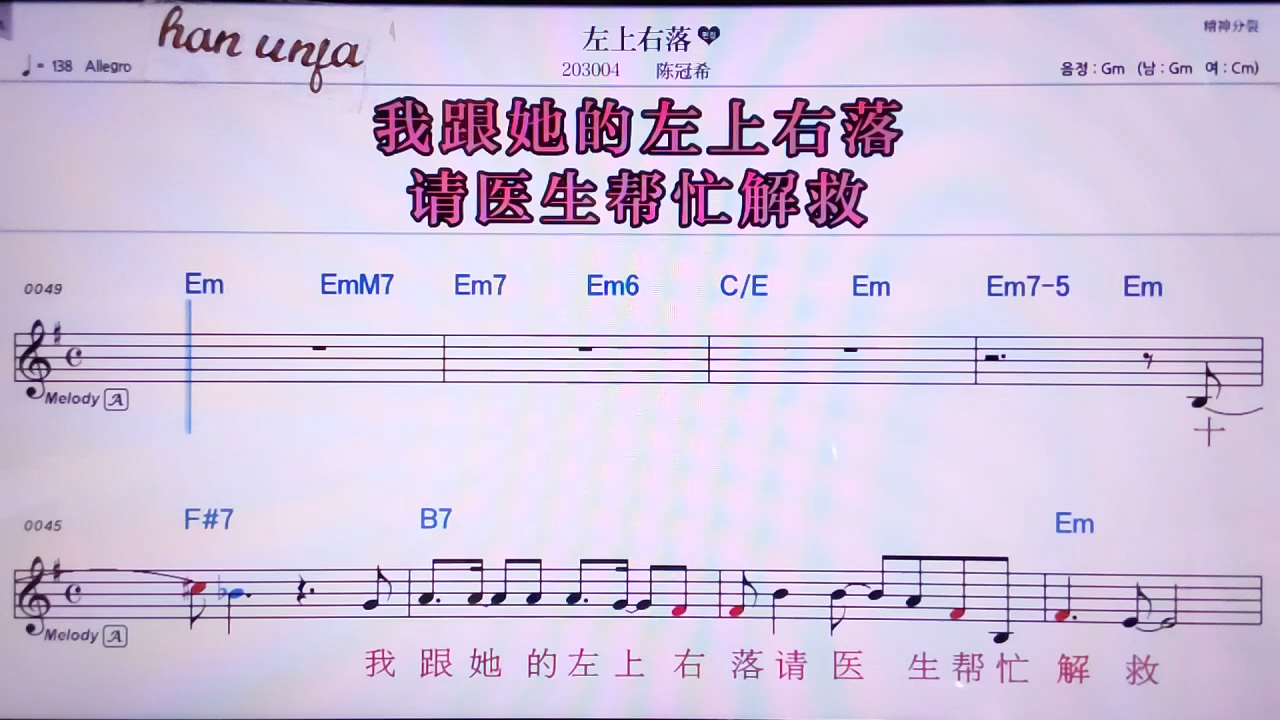 han unfa
左上右落
精神分裂
♩= 138 Allegro
203004 陈冠希
음정 : Gm (남 : Gm 여 : Cm)
我跟她的左上右落
请医生帮忙解救
0049 Em EmM7 Em7 Em6 C/E Em Em7-5 Em
Melody A
十
0045 F#7 B7 Em
Melody A
我 跟 她 的 左 上 右 落 请 医 生 帮 忙 解 救